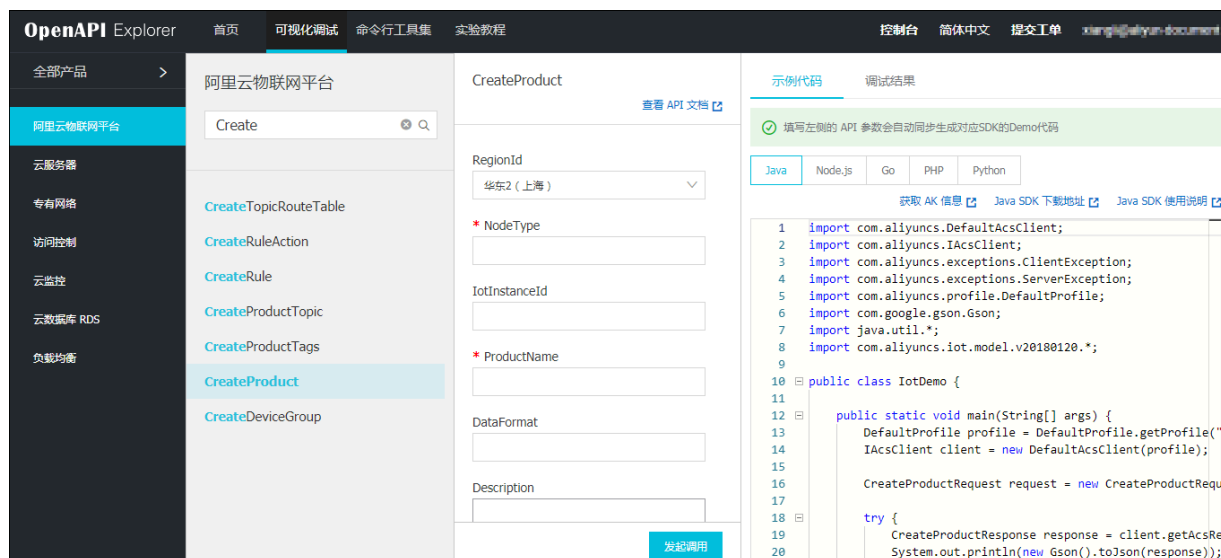 OpenAPI Explorer 首页 可视化调试 命令行工具集 实验教程 控制台 简体中文 提交工单
全部产品
阿里云物联网平台
云服务器
专有网络
访问控制
云监控
云数据库 RDS
负载均衡
阿里云物联网平台
Create
CreateTopicRouteTable
CreateRuleAction
CreateRule
CreateProductTopic
CreateProductTags
CreateProduct
CreateDeviceGroup
CreateProduct
查看 API 文档
RegionId
华东2（上海）
* NodeType
IotInstanceId
* ProductName
DataFormat
Description
发起调用
示例代码 调试结果
填写左侧的 API 参数会自动同步生成对应SDK的Demo代码
Java Node.js Go PHP Python
获取 AK 信息 Java SDK 下载地址 Java SDK 使用说明
1 import com.aliyuncs.DefaultAcsClient;
2 import com.aliyuncs.IAcsClient;
3 import com.aliyuncs.exceptions.ClientException;
4 import com.aliyuncs.exceptions.ServerException;
5 import com.aliyuncs.profile.DefaultProfile;
6 import com.google.gson.Gson;
7 import java.util.*;
8 import com.aliyuncs.iot.model.v20180120.*;
9
10 public class IotDemo {
11
12 public static void main(String[] args) {
13 DefaultProfile profile = DefaultProfile.getProfile("
14 IAcsClient client = new DefaultAcsClient(profile);
15
16 CreateProductRequest request = new CreateProductRequ
17
18 try {
19 CreateProductResponse response = client.getAcsRe
20 System.out.println(new Gson().toJson(response));